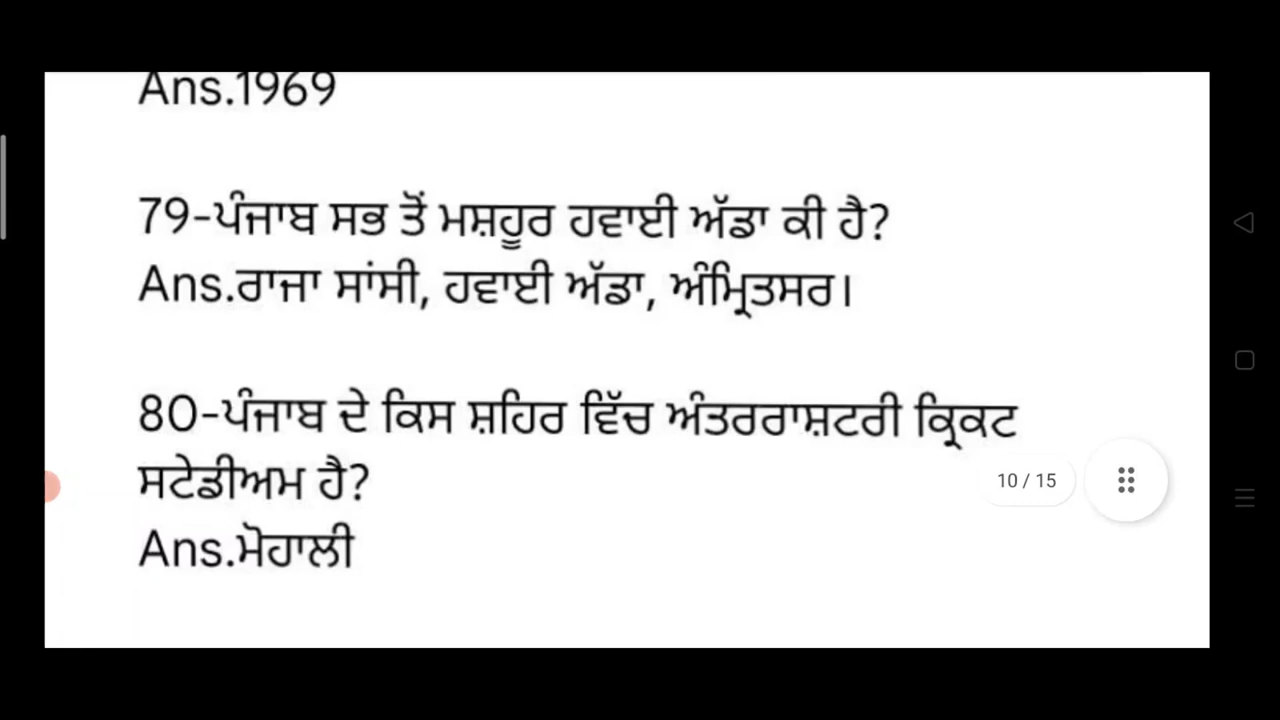 Ans.1969
79-ਪੰਜਾਬ ਸਭ ਤੋਂ ਮਸ਼ਹੂਰ ਹਵਾਈ ਅੱਡਾ ਕੀ ਹੈ?
Ans.ਰਾਜਾ ਸਾਂਸੀ, ਹਵਾਈ ਅੱਡਾ, ਅੰਮ੍ਰਿਤਸਰ।
80-ਪੰਜਾਬ ਦੇ ਕਿਸ ਸ਼ਹਿਰ ਵਿੱਚ ਅੰਤਰਰਾਸ਼ਟਰੀ ਕ੍ਰਿਕਟ
ਸਟੇਡੀਅਮ ਹੈ?
10 / 15
Ans.ਮੋਹਾਲੀ